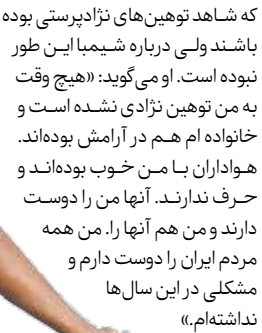 که شاهد توهین‌های نژادپرستی بوده
باشند ولی درباره شیمبا این طور
نبوده است. او می‌گوید: «هیچ وقت
به من توهین نژادی نشده است و
خانواده ام هم در آرامش بوده‌اند.
هواداران با من خوب بوده‌اند و
حرف ندارند. آنها من را دوست
دارند و من هم آنها را. من همه
مردم ایران را دوست دارم و
مشکلی در این سال‌ها
نداشته‌ام.»